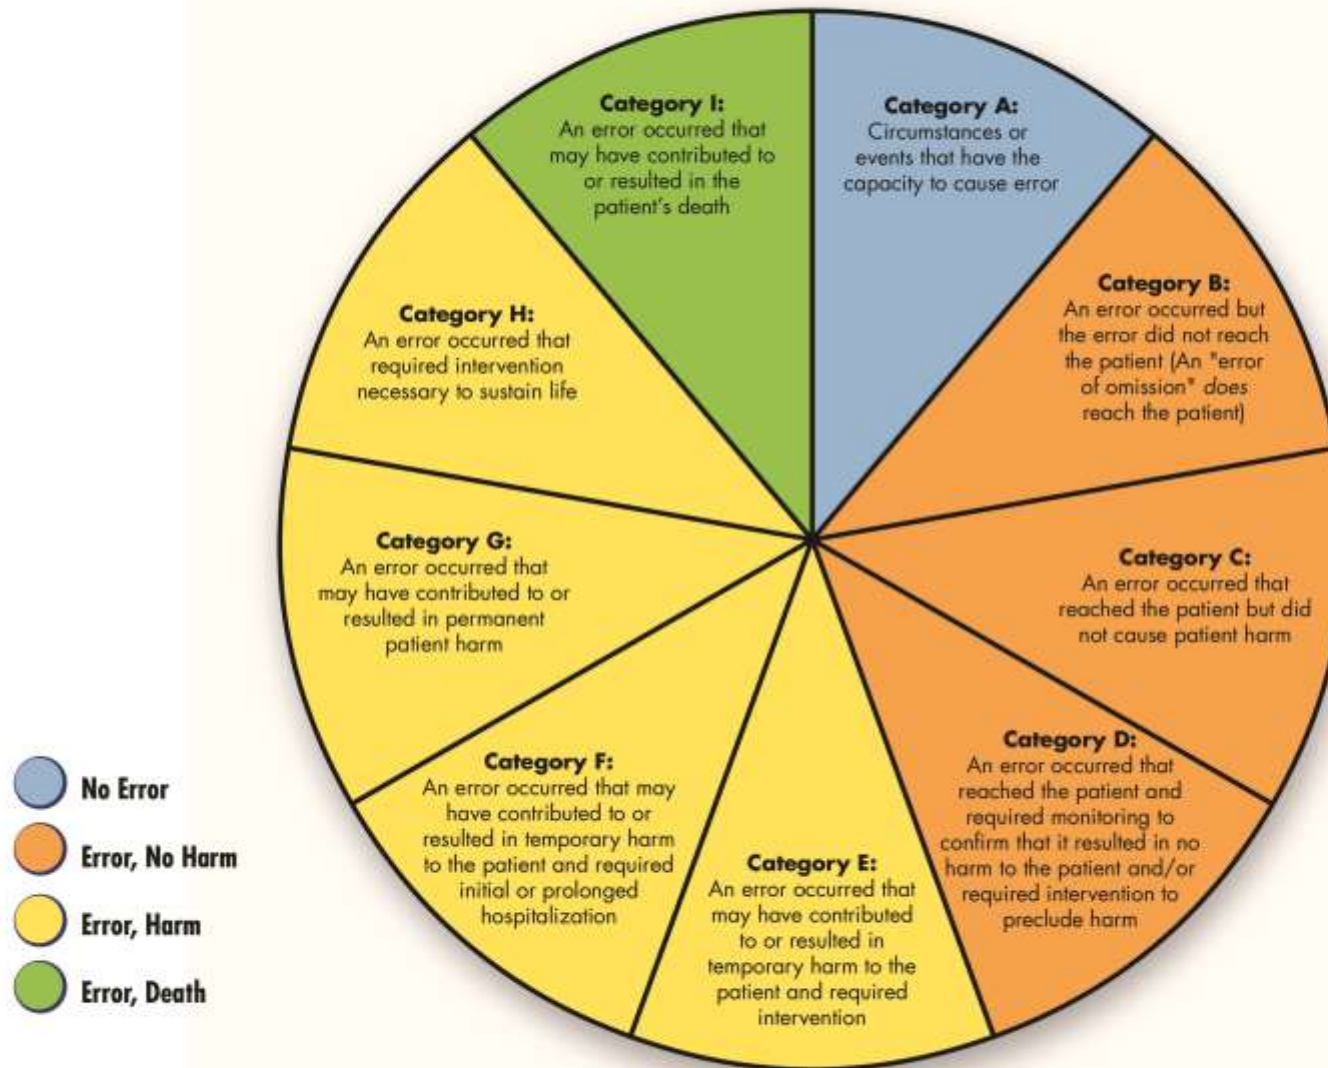 Category I:
An error occurred that
may have contributed to
or resulted in the
patient's death
Category A:
Circumstances or
events that have the
capacity to cause error
Category B:
An error occurred but
the error did not reach
the patient (An "error
of omission" does
reach the patient)
Category C:
An error occurred that
reached the patient but did
not cause patient harm
Category D:
An error occurred that
reached the patient and
required monitoring to
confirm that it resulted in no
harm to the patient and/or
required intervention to
preclude harm
Category E:
An error occurred that
may have contributed
to or resulted in
temporary harm to the
patient and required
intervention
Category F:
An error occurred that may
have contributed to or
resulted in temporary harm
to the patient and required
initial or prolonged
hospitalization
Category G:
An error occurred that
may have contributed to or
resulted in permanent
patient harm
Category H:
An error occurred that
required intervention
necessary to sustain life
No Error
Error, No Harm
Error, Harm
Error, Death